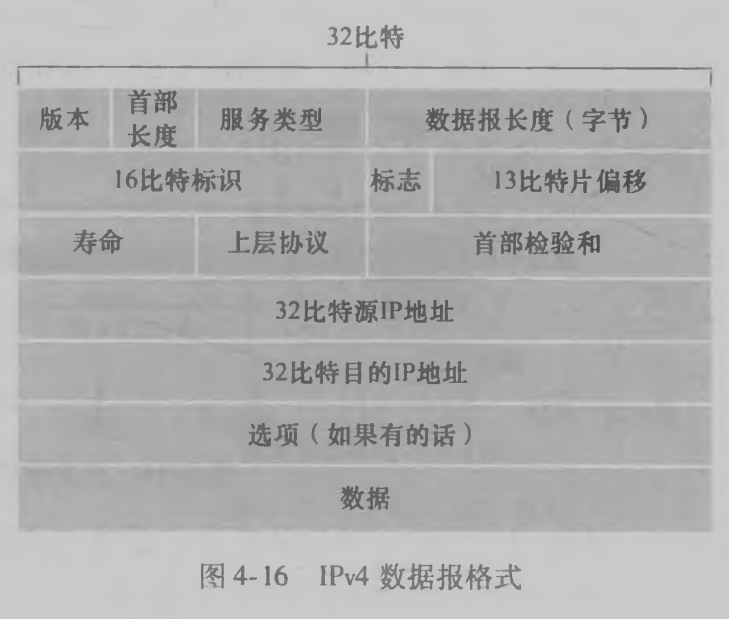 32比特
版本 首部长度 服务类型 数据报长度（字节）
16比特标识 标志 13比特片偏移
寿命 上层协议 首部检验和
32比特源IP地址
32比特目的IP地址
选项（如果有的话）
数据
图 4-16 IPv4 数据报格式